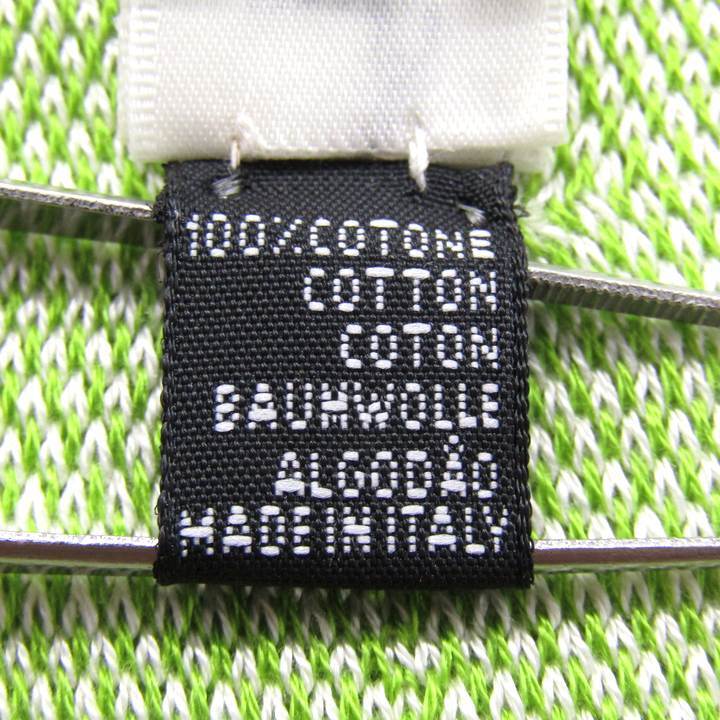 100%COTONE
COTTON
COTON
BAUMWOLLE
ALGODÃO
MADE IN ITALY